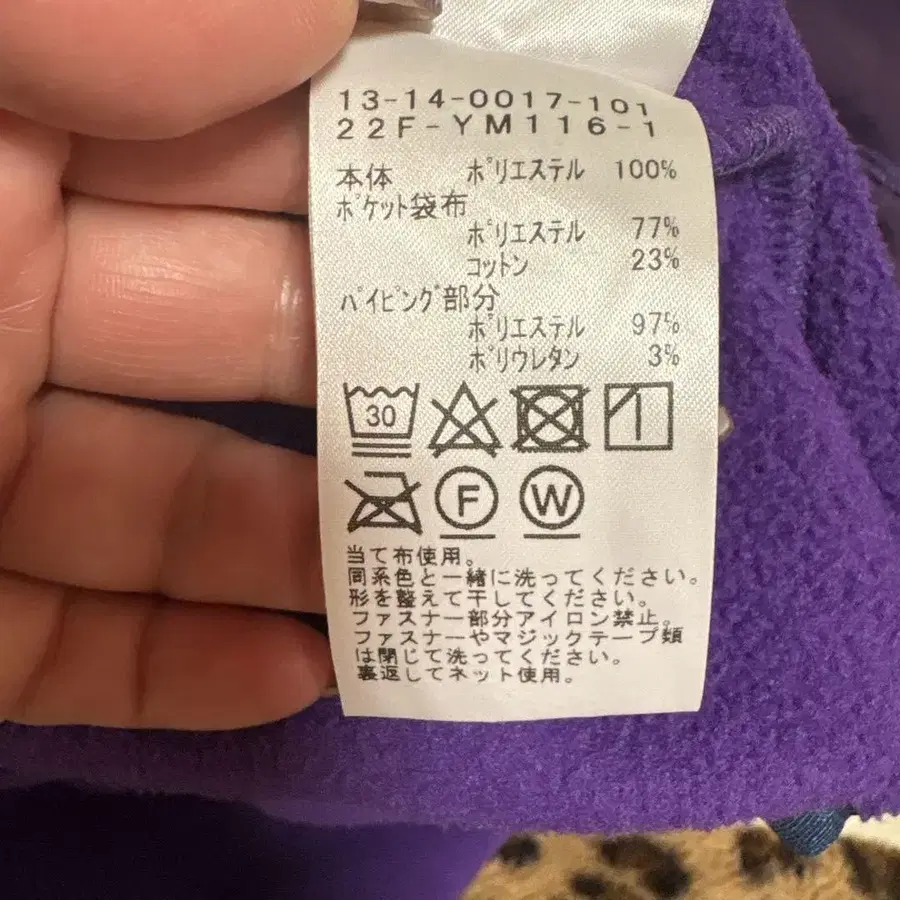 13-14-0017-101
22F-YM116-1
本体 ポリエステル 100%
ポケット袋布
ポリエステル 77%
コットン 23%
パイピング部分
ポリエステル 97%
ポリウレタン 3%
30
F W
当て布使用。
同系色と一緒に洗ってください。
形を整えて干してください。
ファスナー部分アイロン禁止。
ファスナーやマジックテープ類
は閉じて洗ってください。
裏返してネット使用。